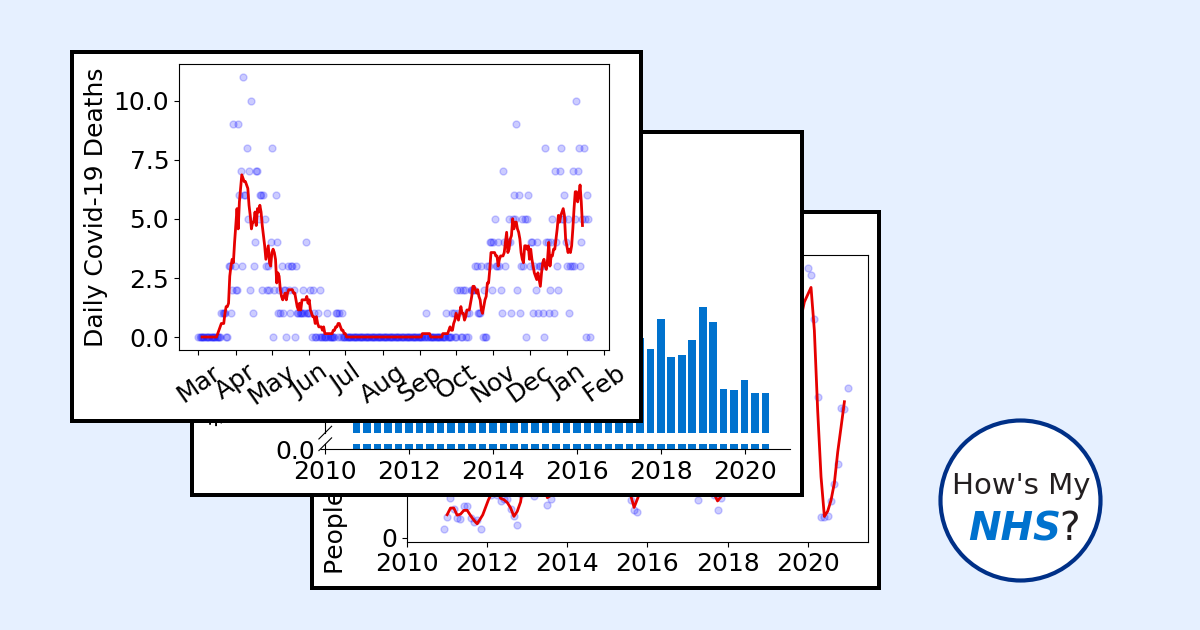 Daily Covid-19 Deaths
10.0
7.5
5.0
2.5
0.0
Mar Apr May Jun Jul Aug Sep Oct Nov Dec Jan Feb
0.0
2010 2012 2014 2016 2018 2020
People
0
2010 2012 2014 2016 2018 2020
How's My
NHS?